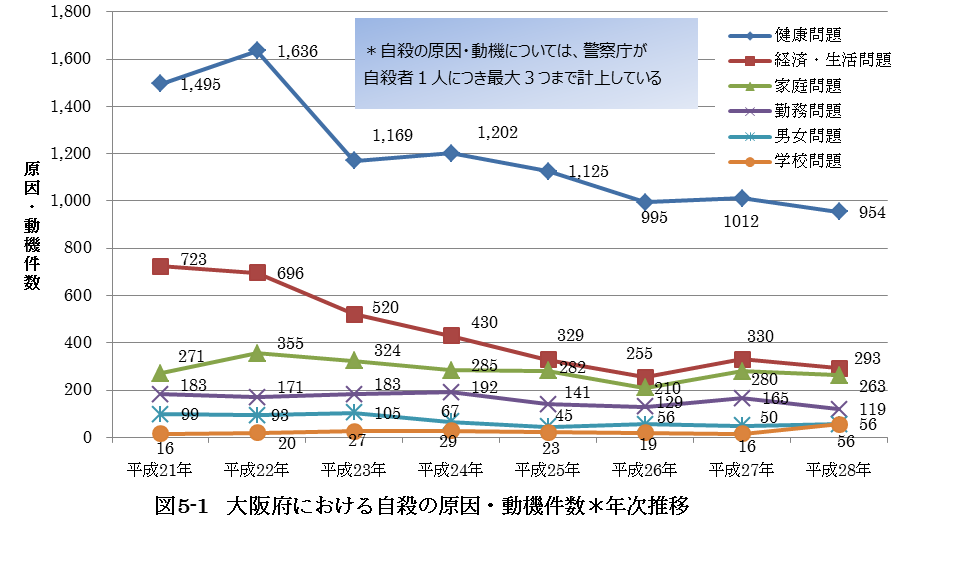 1,800
1,600
1,400
1,200
1,000
800
600
400
200
0
原因・動機件数
＊自殺の原因・動機については、警察庁が
自殺者１人につき最大３つまで計上している
健康問題
経済・生活問題
家庭問題
勤務問題
男女問題
学校問題
1,495 1,636 1,169 1,202 1,125 995 1012 954
723 696 520 430 329 255 330 293
271 355 324 285 282 210 280 263
183 171 183 192 141 129 165 119
99 93 105 67 45 56 50 56
16 20 27 29 23 19 16 56
平成21年 平成22年 平成23年 平成24年 平成25年 平成26年 平成27年 平成28年
図5-1　大阪府における自殺の原因・動機件数＊年次推移